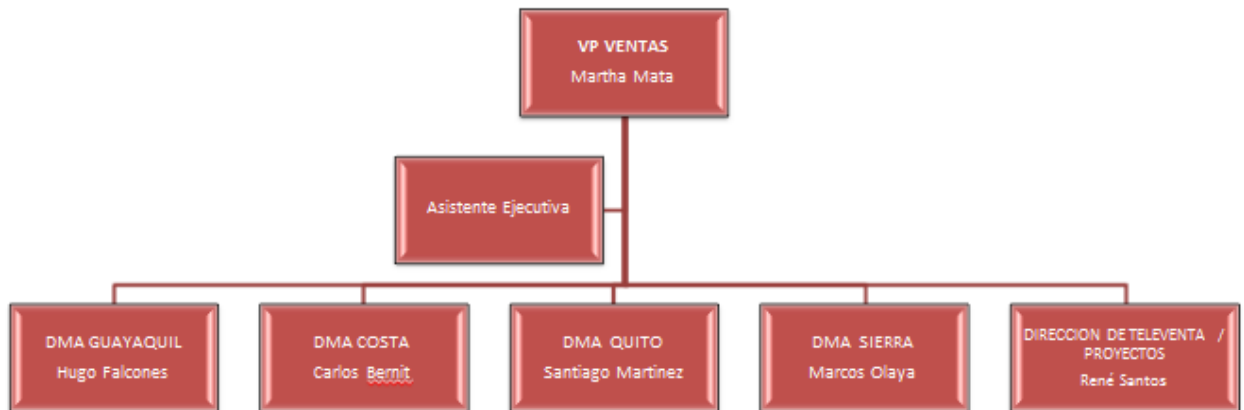 VP VENTAS
Martha Mata
Asistente Ejecutiva
DMA GUAYAQUIL
Hugo Falcones
DMA COSTA
Carlos Bernit
DMA QUITO
Santiago Martinez
DMA SIERRA
Marcos Olaya
DIRECCION DE TELEVENTA /
PROYECTOS
René Santos